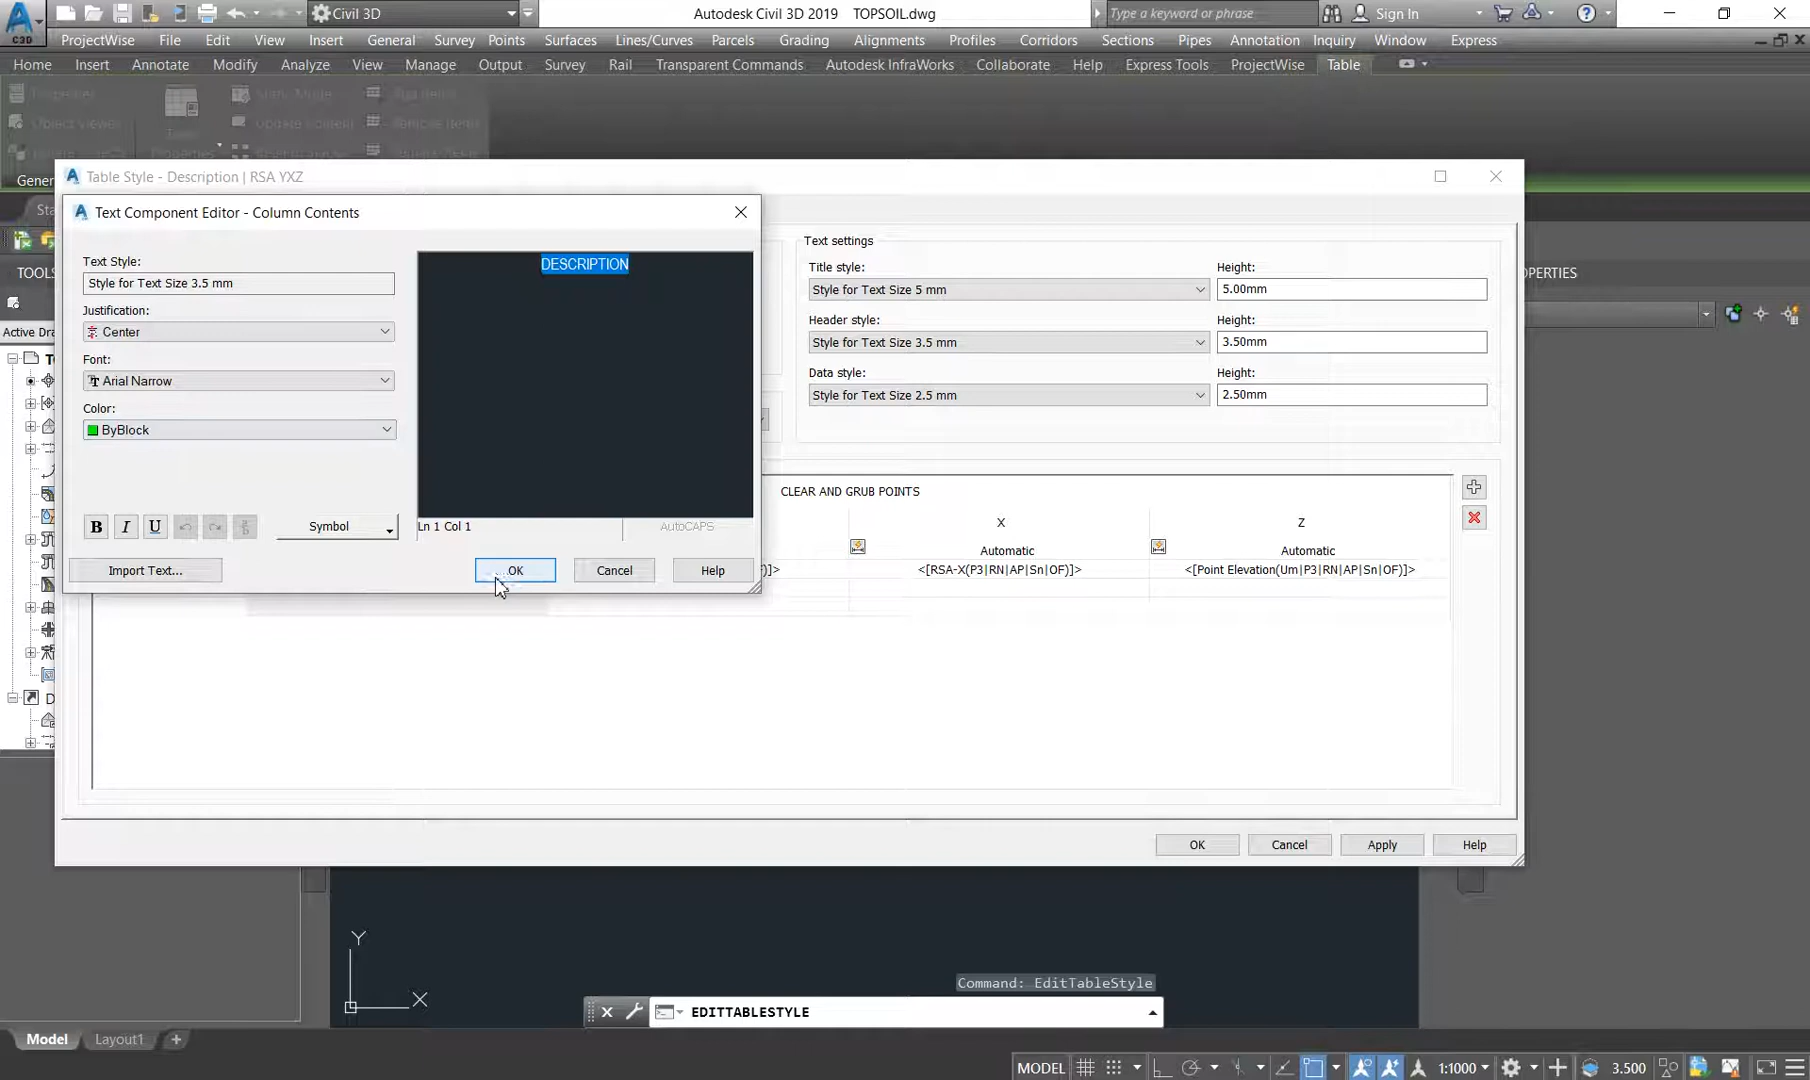 Civil 3D
Autodesk Civil 3D 2019 TOPSOIL.dwg
Type a keyword or phrase
Sign In
ProjectWise File Edit View Insert General Survey Points Surfaces Lines/Curves Parcels Grading Alignments Profiles Corridors Sections Pipes Annotation Inquiry Window Express
Home Insert Annotate Modify Analyze View Manage Output Survey Rail Transparent Commands Autodesk InfraWorks Collaborate Help Express Tools ProjectWise Table
Table Style - Description | RSA YXZ
Text Component Editor - Column Contents
Text Style:
Style for Text Size 3.5 mm
Justification:
Center
Font:
Arial Narrow
Color:
ByBlock
DESCRIPTION
B I U
Symbol
Ln 1 Col 1
AutoCAPS
Import Text...
OK
Cancel
Help
Text settings
Title style:
Height:
Style for Text Size 5 mm
5.00mm
Header style:
Height:
Style for Text Size 3.5 mm
3.50mm
Data style:
Height:
Style for Text Size 2.5 mm
2.50mm
CLEAR AND GRUB POINTS
X
Z
Automatic
Automatic
)]>
<[RSA-X(P3|RN|AP|Sn|OF)]>
<[Point Elevation(Um|P3|RN|AP|Sn|OF)]>
OK
Cancel
Apply
Help
Gener
Sta
TOOLS
OPERTIES
Active Dra
Y
X
Command: EditTableStyle
EDITTABLESTYLE
Model
Layout1
MODEL
1:1000
3.500